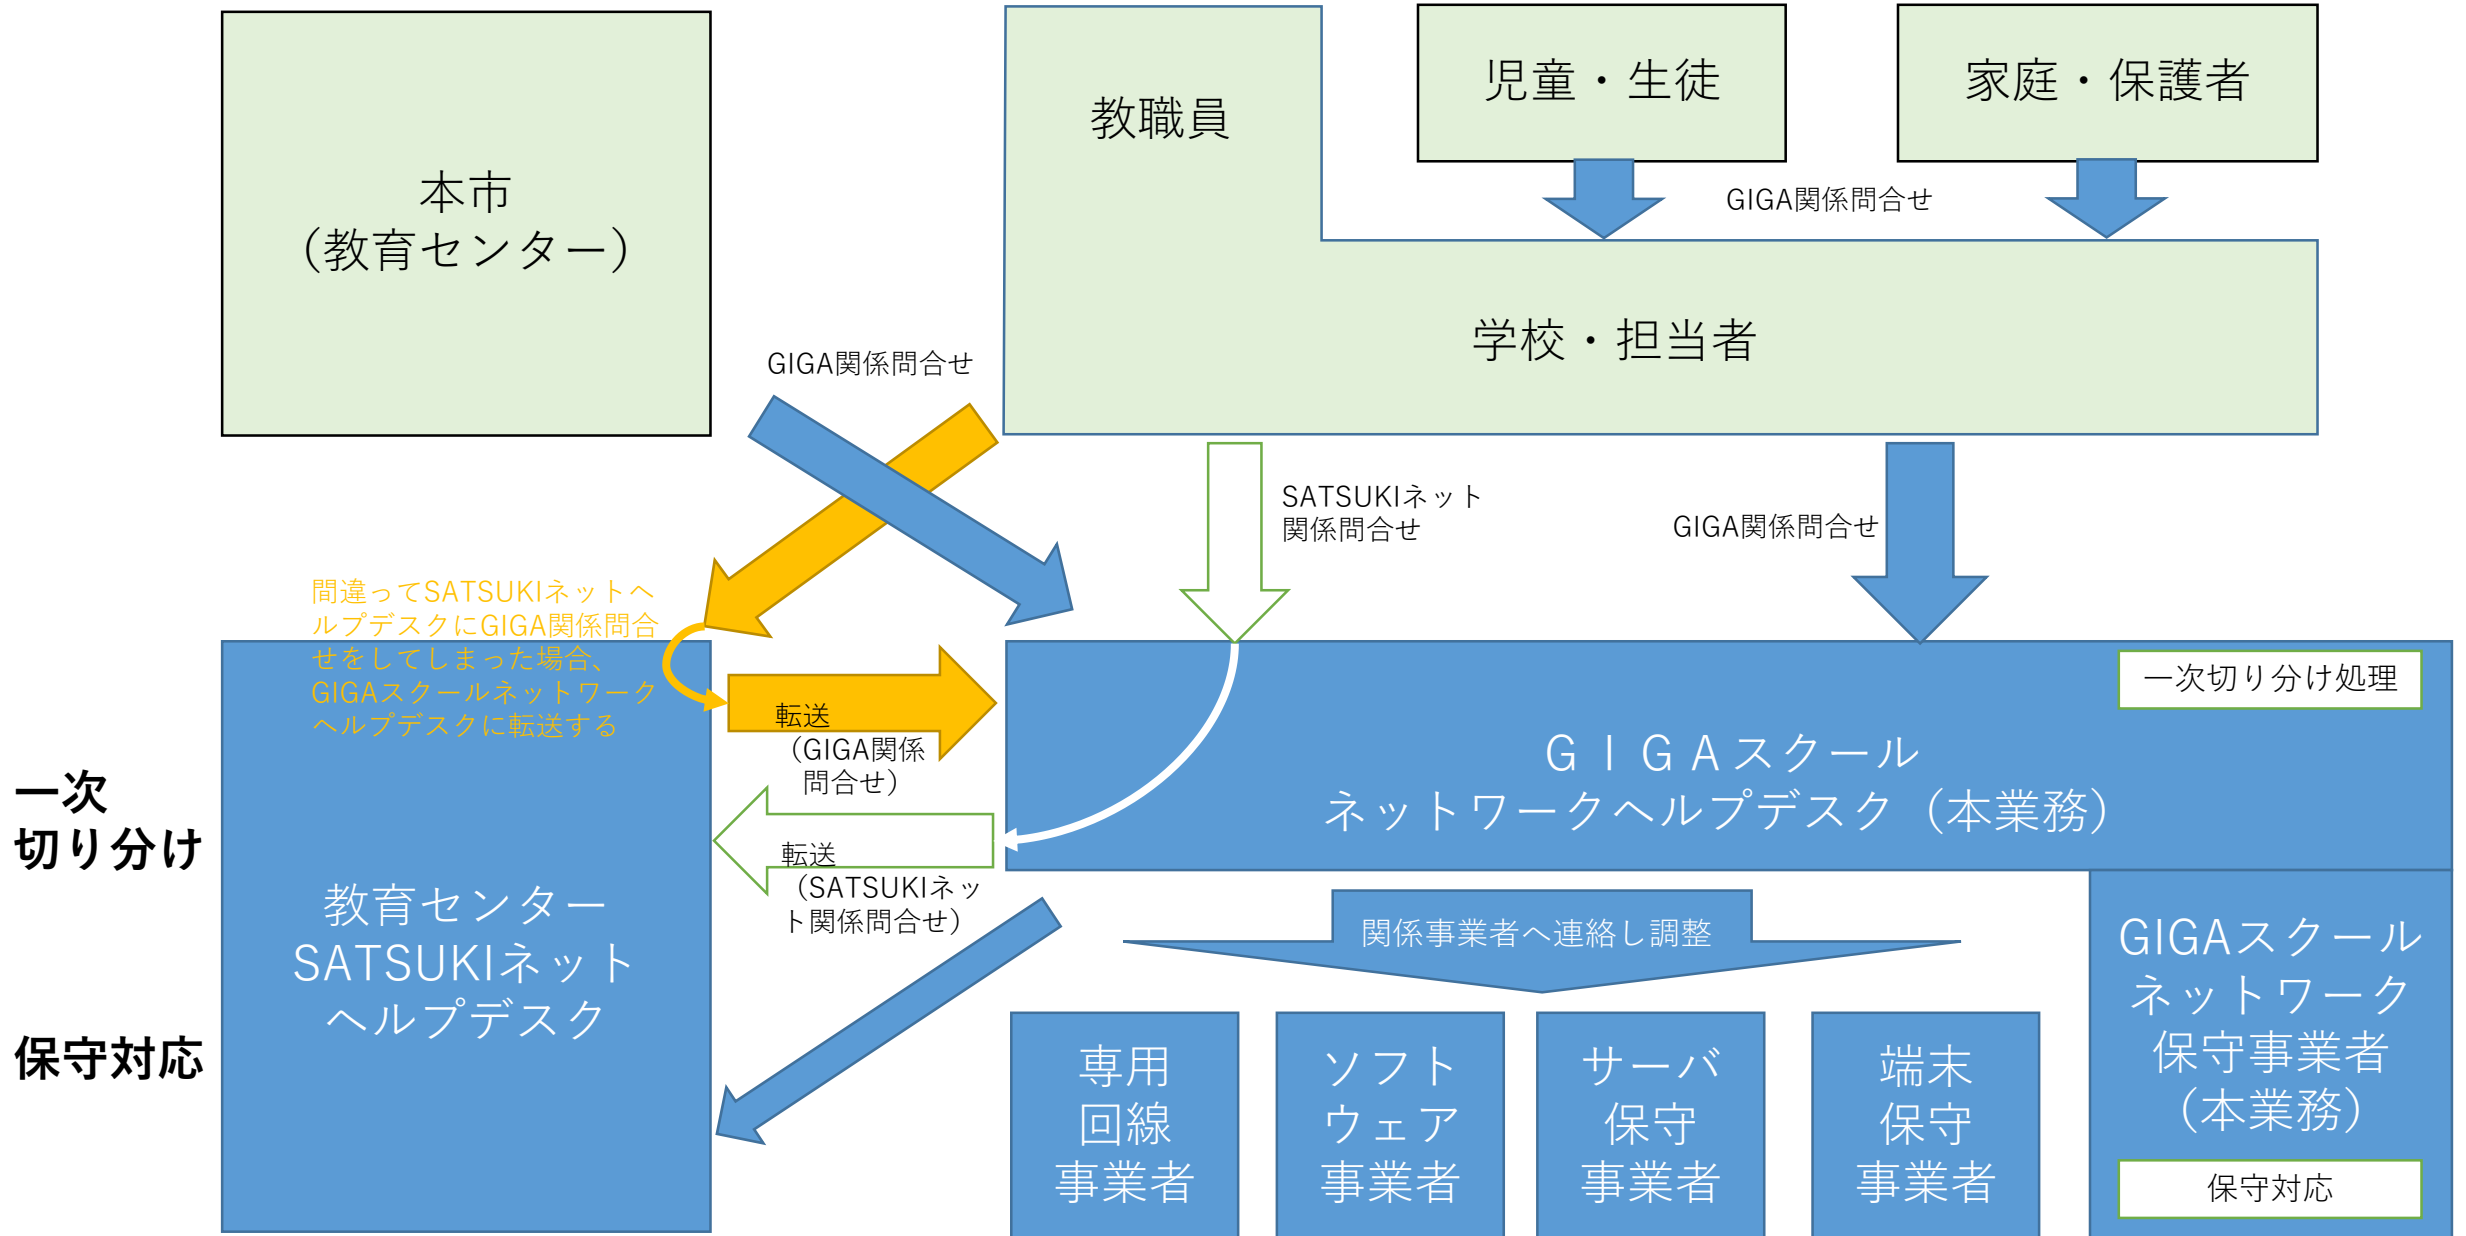 本市
（教育センター）
教職員
児童・生徒
家庭・保護者
GIGA関係問合せ
学校・担当者
GIGA関係問合せ
SATSUKIネット
関係問合せ
GIGA関係問合せ
間違ってSATSUKIネットヘ
ルプデスクにGIGA関係問合
せをしてしまった場合、
GIGAスクールネットワーク
ヘルプデスクに転送する
転送
（GIGA関係
問合せ）
転送
（SATSUKIネッ
ト関係問合せ）
一次切り分け処理
ＧＩＧＡスクール
ネットワークヘルプデスク（本業務）
一次
切り分け
教育センター
SATSUKIネット
ヘルプデスク
保守対応
関係事業者へ連絡し調整
専用
回線
事業者
ソフト
ウェア
事業者
サーバ
保守
事業者
端末
保守
事業者
GIGAスクール
ネットワーク
保守事業者
（本業務）
保守対応